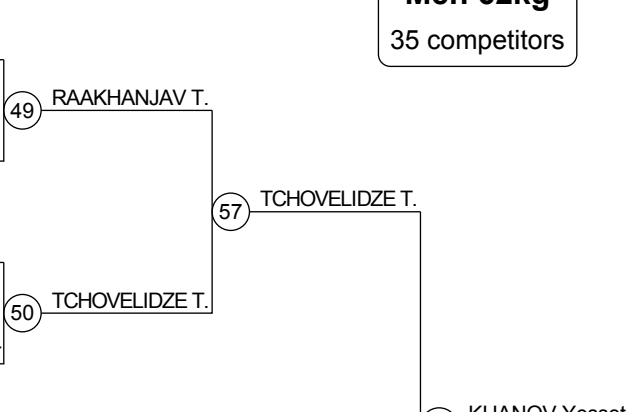 35 competitors
49 RAAKHANJAV T.
57 TCHOVELIDZE T.
50 TCHOVELIDZE T.